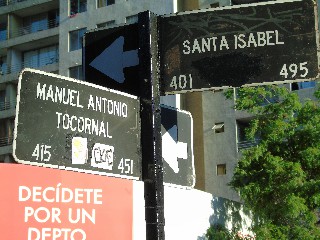 SANTA ISABEL
401 495
MANUEL ANTONIO
TOCORNAL
415 451
DECÍDETE
POR UN
DEPTO